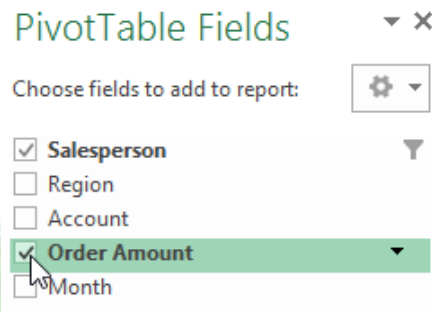 PivotTable Fields
Choose fields to add to report:
Salesperson
Region
Account
Order Amount
Month